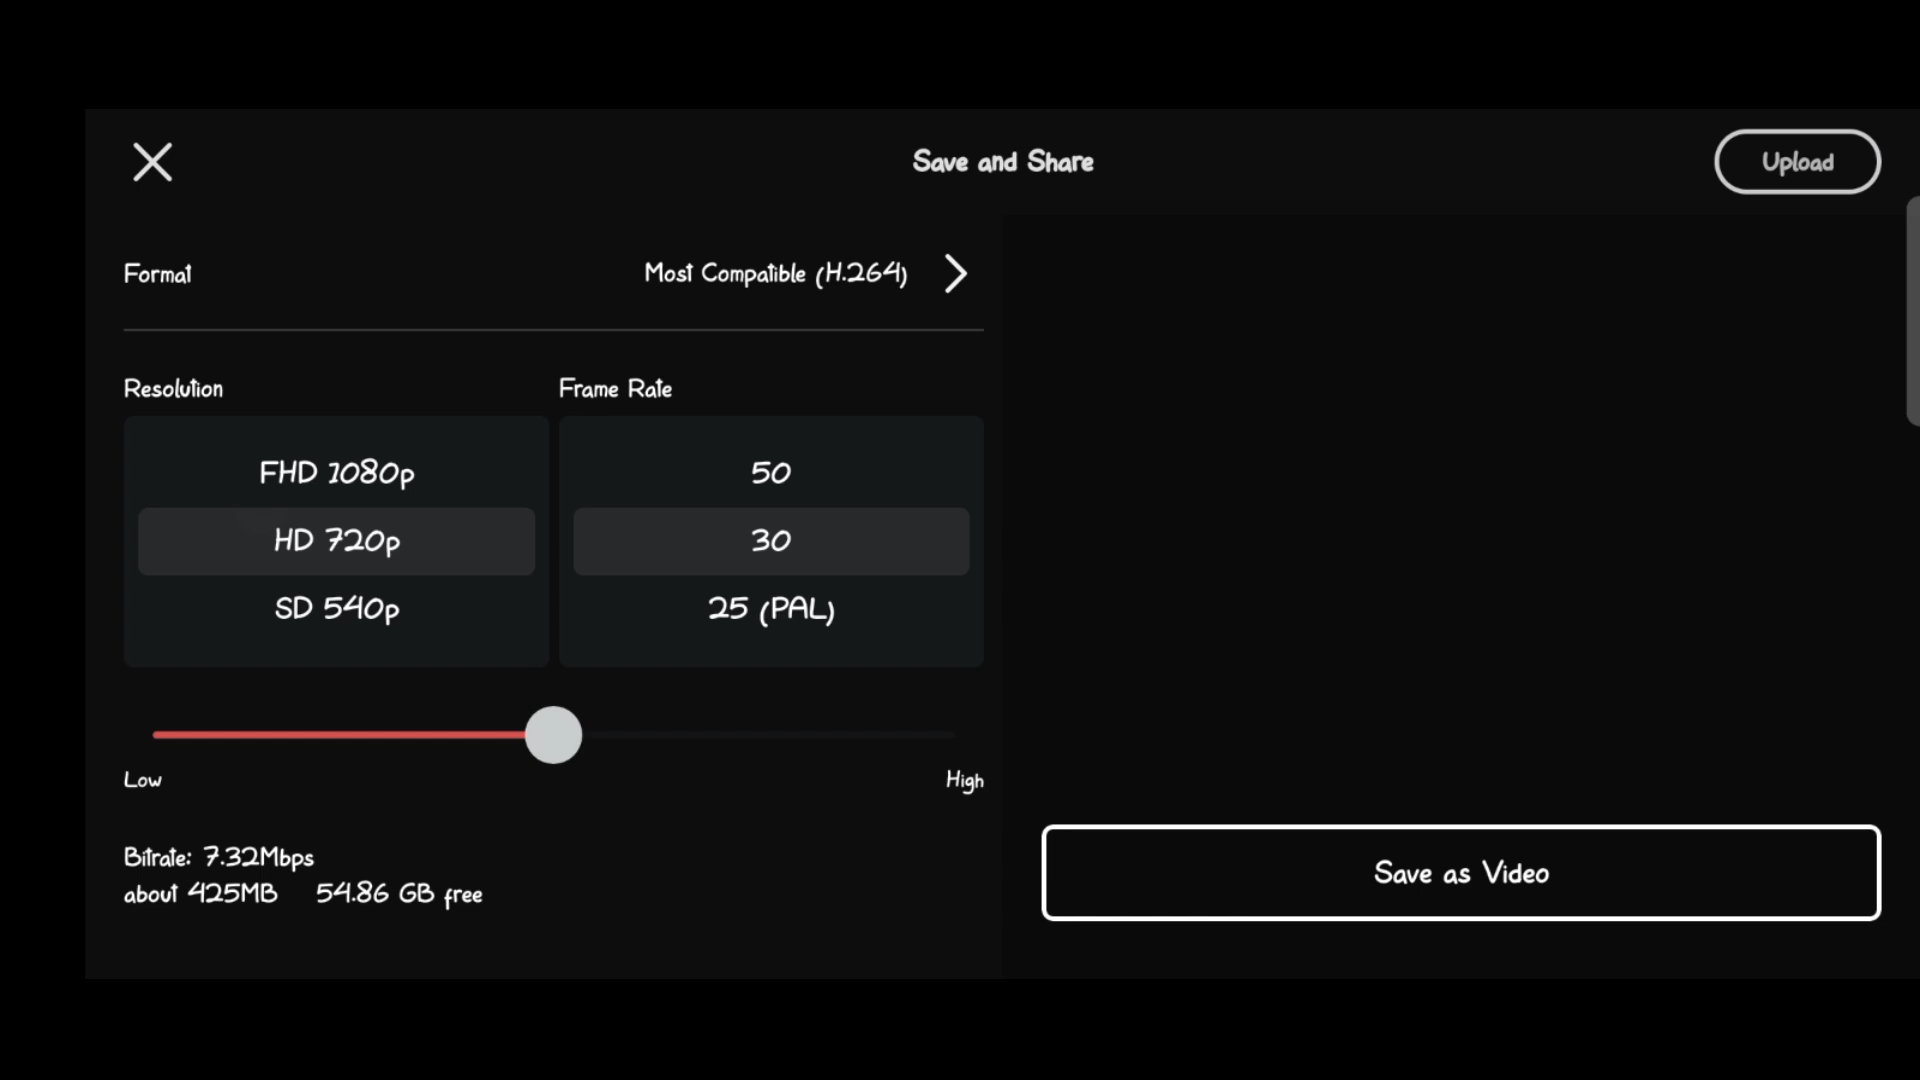 Save and Share
Upload
Format
Most Compatible (H.264)
Resolution
Frame Rate
FHD 1080p
50
HD 720p
30
SD 540p
25 (PAL)
Low
High
Bitrate: 7.32Mbps
about 425MB 54.86 GB free
Save as Video